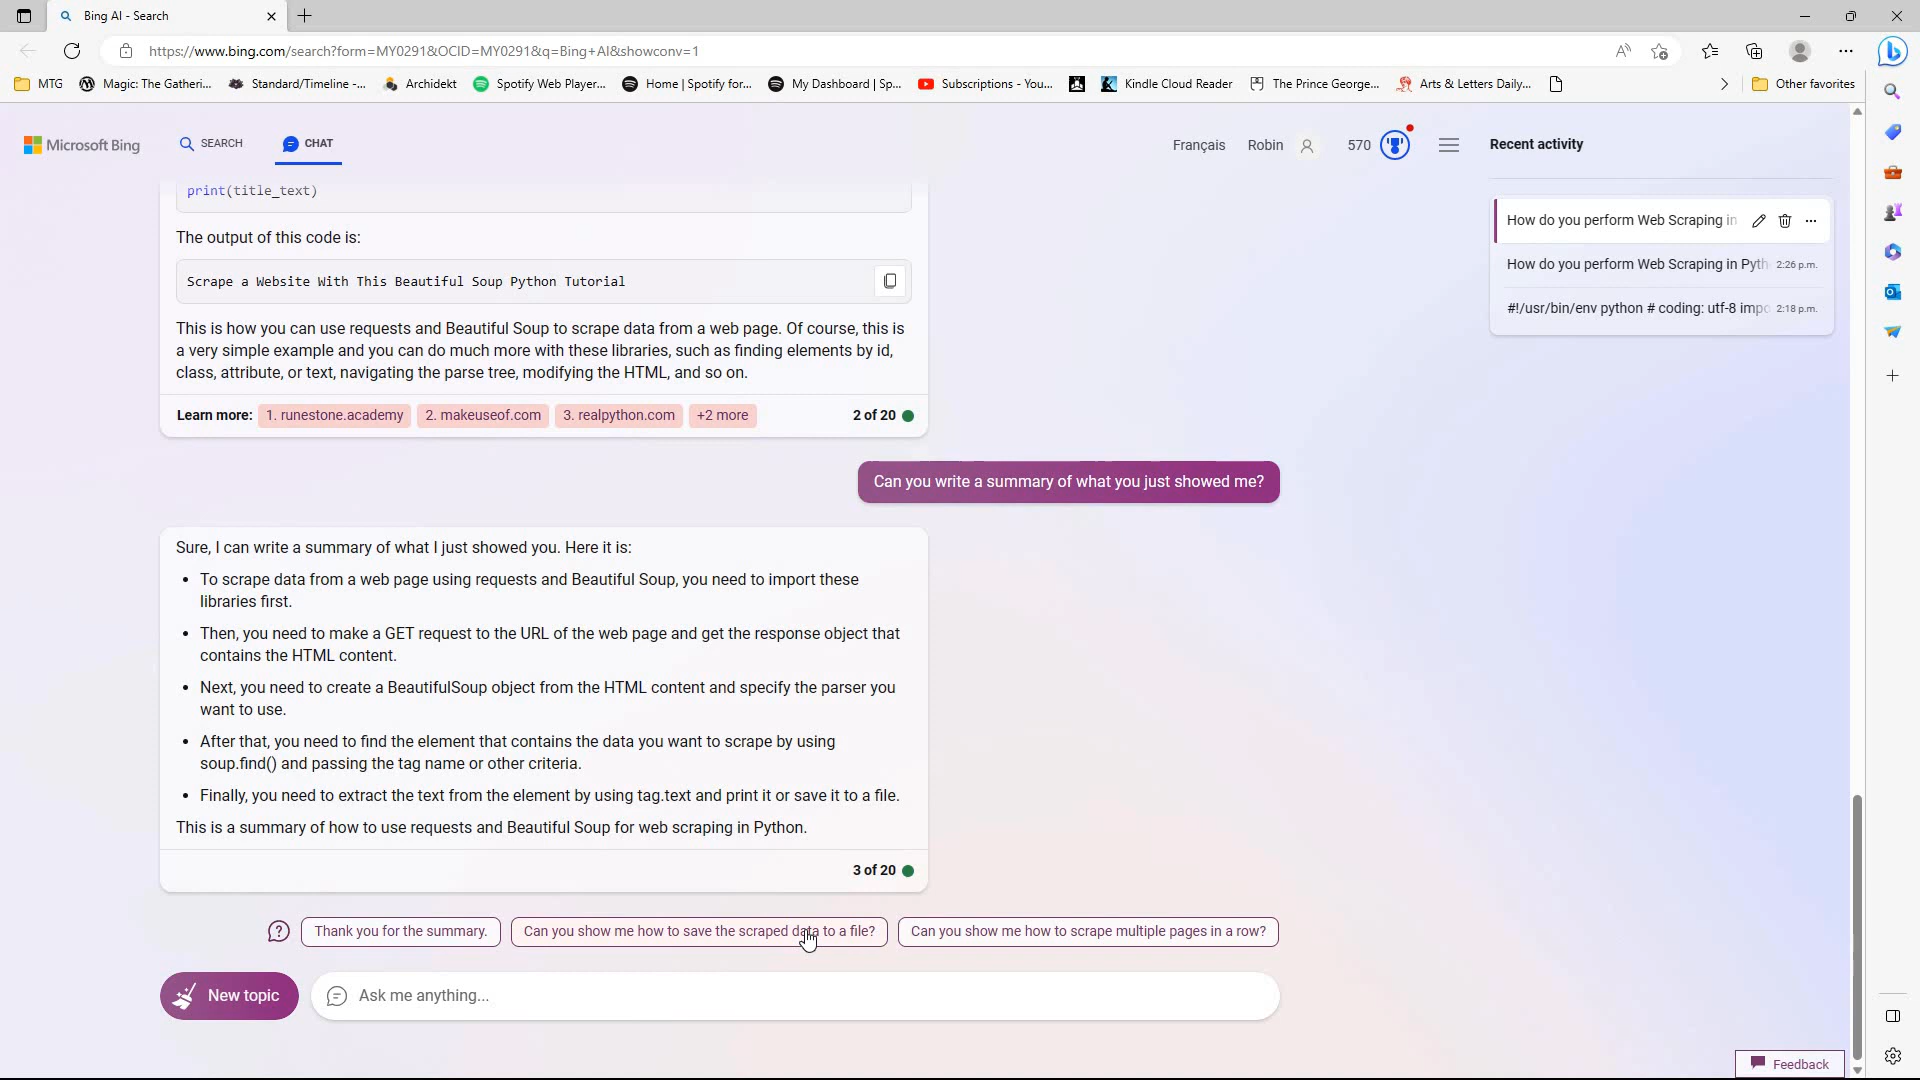 Bing AI - Search
https://www.bing.com/search?form=MY0291&OCID=MY0291&q=Bing+AI&showconv=1
MTG
Magic: The Gatheri...
Standard/Timeline -...
Archidekt
Spotify Web Player...
Home | Spotify for...
My Dashboard | Sp...
Subscriptions - You...
Kindle Cloud Reader
The Prince George...
Arts & Letters Daily...
Other favorites
Microsoft Bing
SEARCH
CHAT
Français
Robin
570
Recent activity
print(title_text)
The output of this code is:
Scrape a Website With This Beautiful Soup Python Tutorial
This is how you can use requests and Beautiful Soup to scrape data from a web page. Of course, this is
a very simple example and you can do much more with these libraries, such as finding elements by id,
class, attribute, or text, navigating the parse tree, modifying the HTML, and so on.
Learn more: 1. runestone.academy 2. makeuseof.com 3. realpython.com +2 more 2 of 20
Can you write a summary of what you just showed me?
Sure, I can write a summary of what I just showed you. Here it is:
• To scrape data from a web page using requests and Beautiful Soup, you need to import these
libraries first.
• Then, you need to make a GET request to the URL of the web page and get the response object that
contains the HTML content.
• Next, you need to create a BeautifulSoup object from the HTML content and specify the parser you
want to use.
• After that, you need to find the element that contains the data you want to scrape by using
soup.find() and passing the tag name or other criteria.
• Finally, you need to extract the text from the element by using tag.text and print it or save it to a file.
This is a summary of how to use requests and Beautiful Soup for web scraping in Python.
3 of 20
Thank you for the summary.
Can you show me how to save the scraped data to a file?
Can you show me how to scrape multiple pages in a row?
New topic
Ask me anything...
How do you perform Web Scraping in
How do you perform Web Scraping in Pyth 2:26 p.m.
#!/usr/bin/env python # coding: utf-8 impo 2:18 p.m.
Feedback